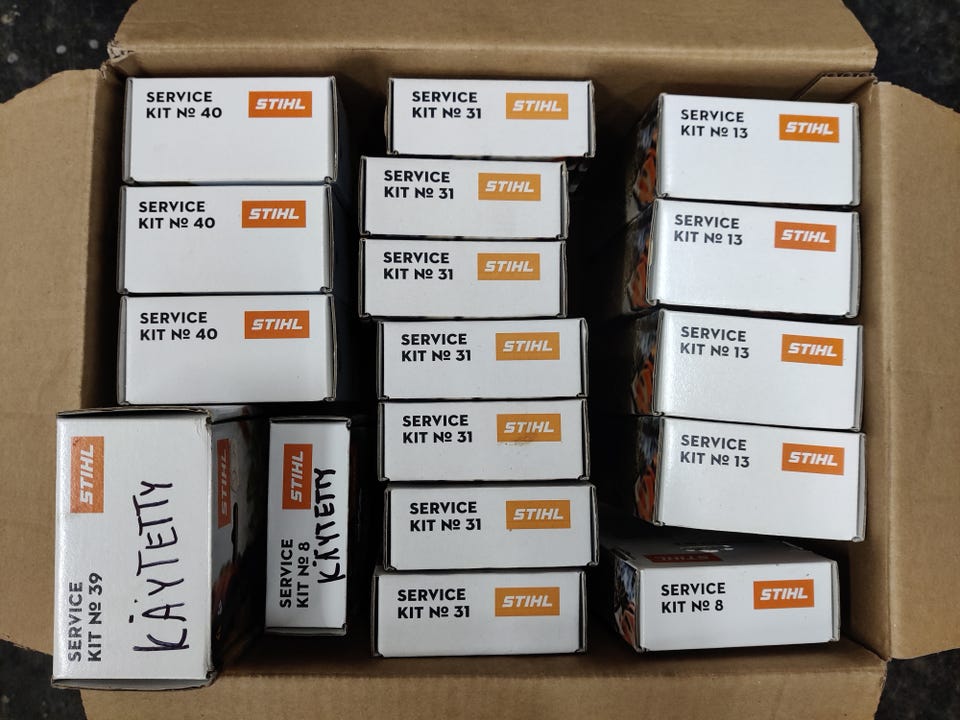 SERVICE
KIT Nº 40
STIHL
SERVICE
KIT Nº 40
STIHL
SERVICE
KIT Nº 40
STIHL
STIHL
SERVICE
KIT Nº 39
KÄYTETTY
STIHL
STIHL
SERVICE
KIT Nº 8
KÄYTETTY
SERVICE
KIT Nº 31
STIHL
SERVICE
KIT Nº 31
STIHL
SERVICE
KIT Nº 31
STIHL
SERVICE
KIT Nº 31
STIHL
SERVICE
KIT Nº 31
STIHL
SERVICE
KIT Nº 31
STIHL
SERVICE
KIT Nº 31
STIHL
SERVICE
KIT Nº 13
STIHL
SERVICE
KIT Nº 13
STIHL
SERVICE
KIT Nº 13
STIHL
SERVICE
KIT Nº 13
STIHL
STIHL
SERVICE
KIT Nº 8
STIHL